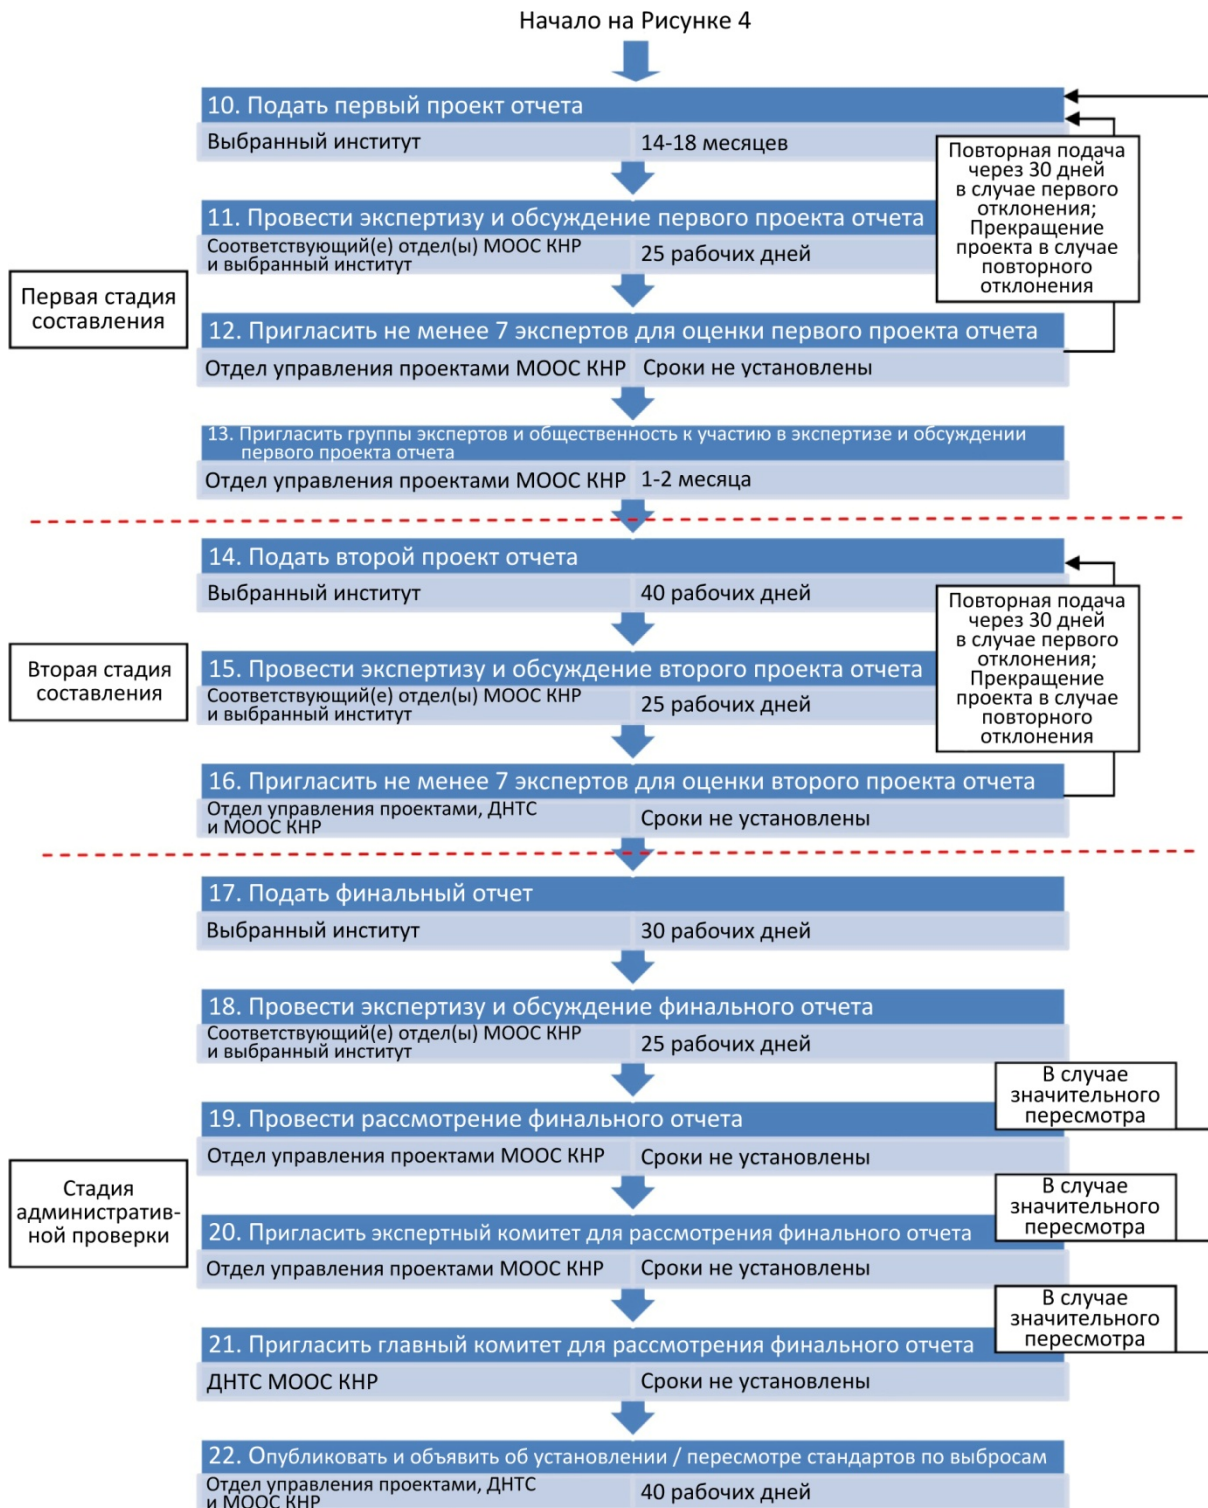 Начало на Рисунке 4
10. Подать первый проект отчета
Выбранный институт
14-18 месяцев
Повторная подача
через 30 дней
в случае первого
отклонения;
Прекращение
проекта в случае
повторного
отклонения
11. Провести экспертизу и обсуждение первого проекта отчета
Соответствующий(е) отдел(ы) МООС КНР
и выбранный институт
25 рабочих дней
Первая стадия
составления
12. Пригласить не менее 7 экспертов для оценки первого проекта отчета
Отдел управления проектами МООС КНР
Сроки не установлены
13. Пригласить группы экспертов и общественность к участию в экспертизе и обсуждении
первого проекта отчета
Отдел управления проектами МООС КНР
1-2 месяца
14. Подать второй проект отчета
Выбранный институт
40 рабочих дней
Повторная подача
через 30 дней
в случае первого
отклонения;
Прекращение
проекта в случае
повторного
отклонения
Вторая стадия
составления
15. Провести экспертизу и обсуждение второго проекта отчета
Соответствующий(е) отдел(ы) МООС КНР
и выбранный институт
25 рабочих дней
16. Пригласить не менее 7 экспертов для оценки второго проекта отчета
Отдел управления проектами, ДНТС
и МООС КНР
Сроки не установлены
17. Подать финальный отчет
Выбранный институт
30 рабочих дней
18. Провести экспертизу и обсуждение финального отчета
Соответствующий(е) отдел(ы) МООС КНР
и выбранный институт
25 рабочих дней
В случае
значительного
пересмотра
19. Провести рассмотрение финального отчета
Отдел управления проектами МООС КНР
Сроки не установлены
Стадия
административ-
ной проверки
В случае
значительного
пересмотра
20. Пригласить экспертный комитет для рассмотрения финального отчета
Отдел управления проектами МООС КНР
Сроки не установлены
В случае
значительного
пересмотра
21. Пригласить главный комитет для рассмотрения финального отчета
ДНТС МООС КНР
Сроки не установлены
22. Опубликовать и объявить об установлении / пересмотре стандартов по выбросам
Отдел управления проектами, ДНТС
и МООС КНР
40 рабочих дней